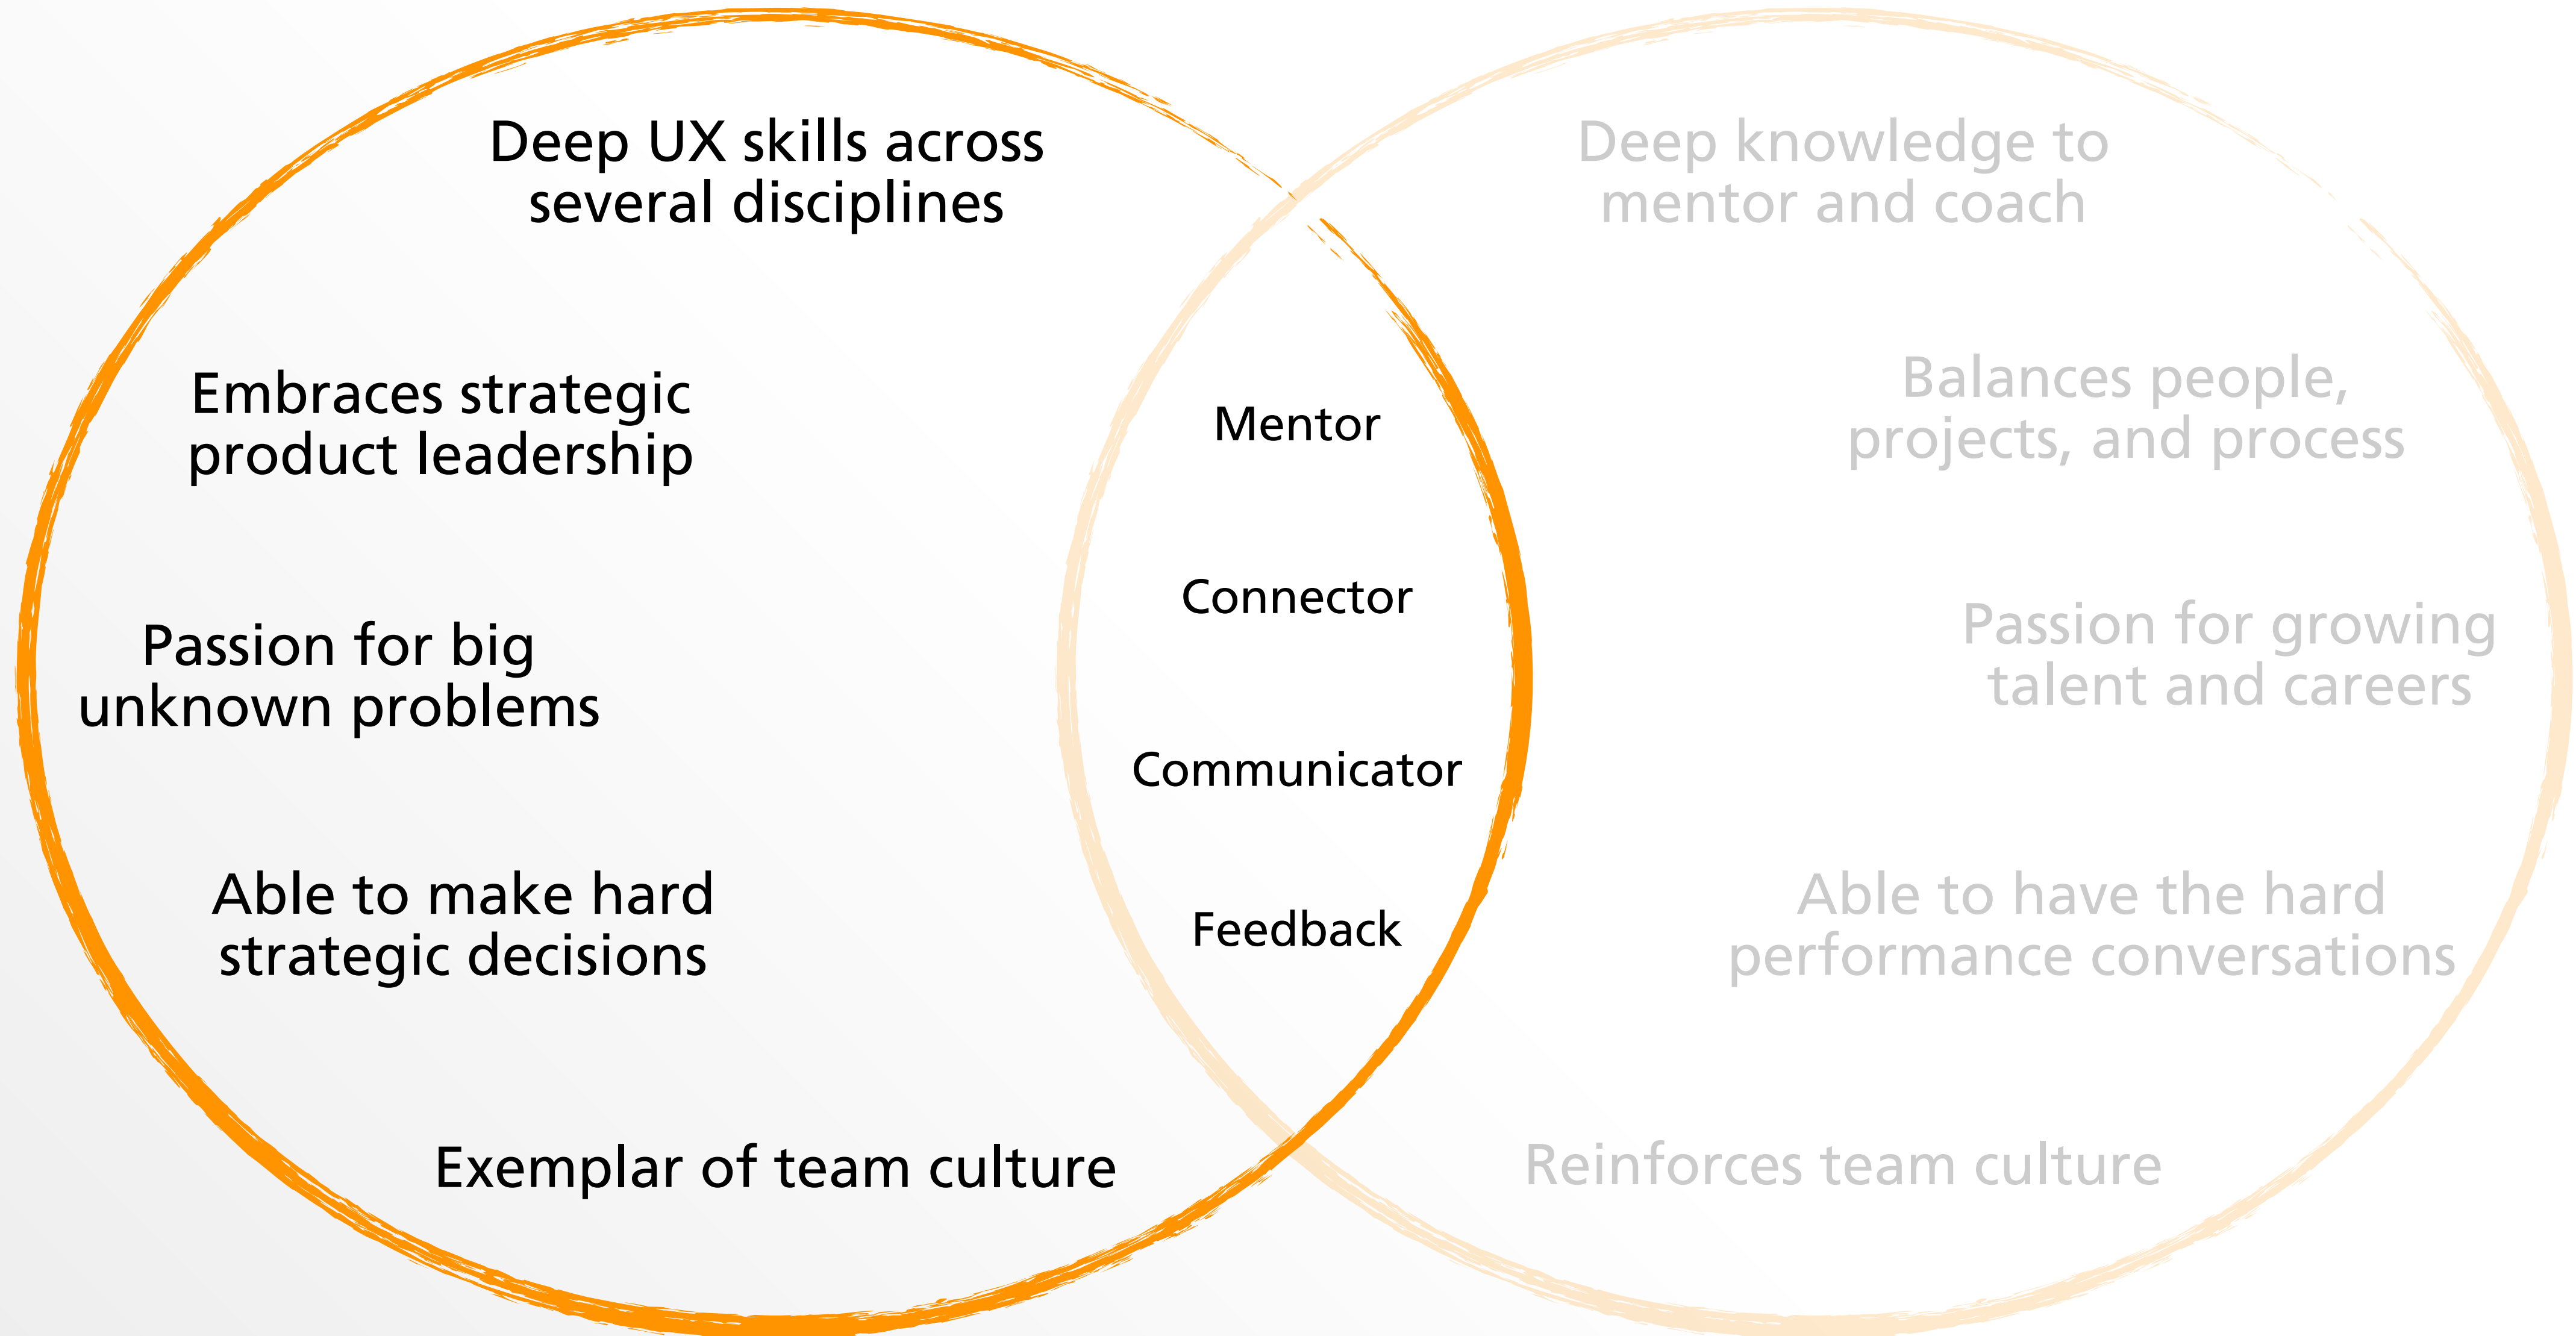 Deep UX skills across
several disciplines
Embraces strategic
product leadership
Passion for big
unknown problems
Able to make hard
strategic decisions
Exemplar of team culture
Mentor
Connector
Communicator
Feedback
Deep knowledge to
mentor and coach
Balances people,
projects, and process
Passion for growing
talent and careers
Able to have the hard
performance conversations
Reinforces team culture